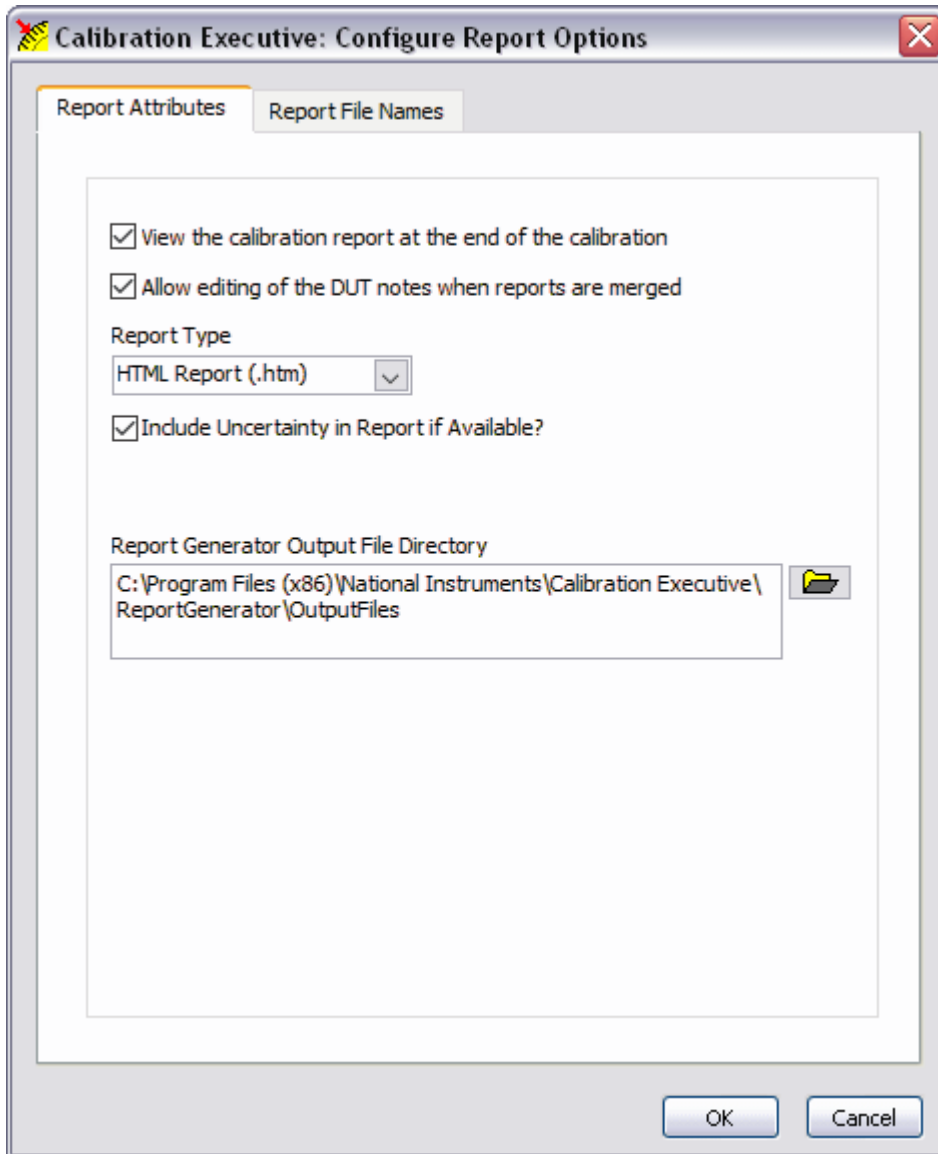 Calibration Executive: Configure Report Options
Report Attributes
Report File Names
View the calibration report at the end of the calibration
Allow editing of the DUT notes when reports are merged
Report Type
HTML Report (.htm)
Include Uncertainty in Report if Available?
Report Generator Output File Directory
C:\Program Files (x86)\National Instruments\Calibration Executive\
ReportGenerator\OutputFiles
OK
Cancel